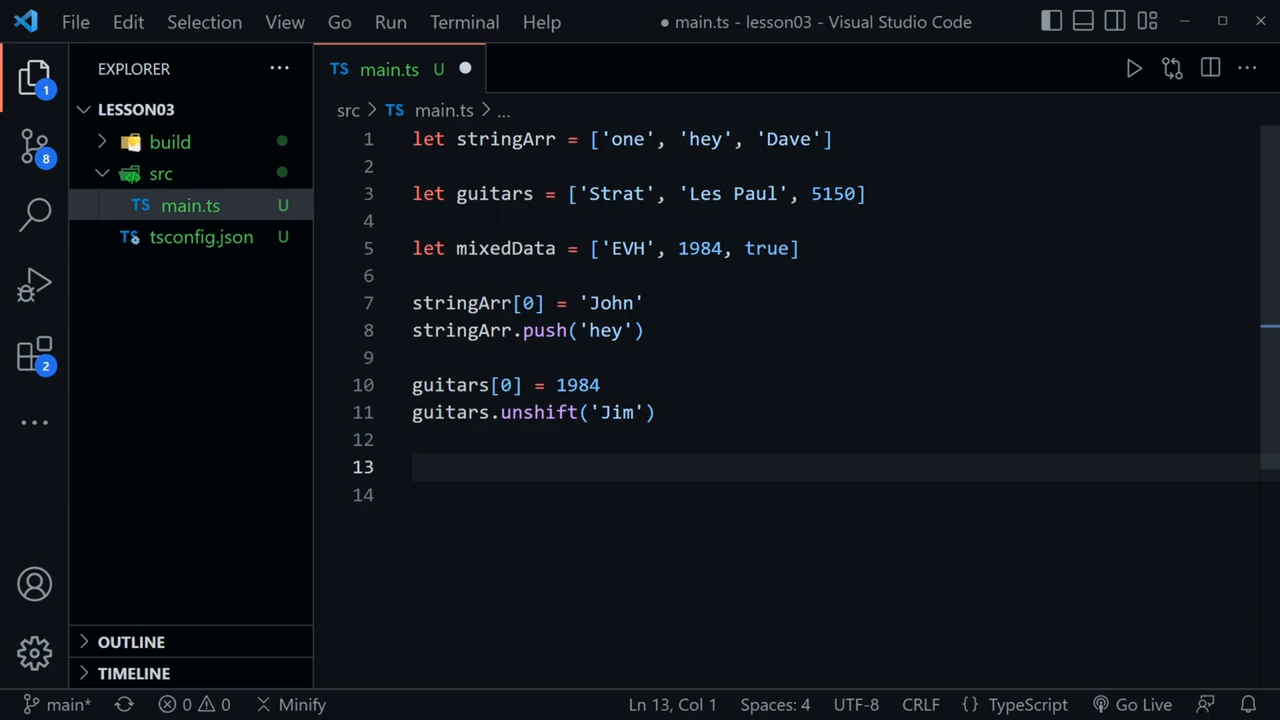 File Edit Selection View Go Run Terminal Help ● main.ts - lesson03 - Visual Studio Code
EXPLORER ...
LESSON03
build
src
TS main.ts U
tsconfig.json U
OUTLINE
TIMELINE
1
8
2
TS main.ts U ●
src > TS main.ts > ...
1 let stringArr = ['one', 'hey', 'Dave']
2
3 let guitars = ['Strat', 'Les Paul', 5150]
4
5 let mixedData = ['EVH', 1984, true]
6
7 stringArr[0] = 'John'
8 stringArr.push('hey')
9
10 guitars[0] = 1984
11 guitars.unshift('Jim')
12
13
14
main* 0 0 Minify Ln 13, Col 1 Spaces: 4 UTF-8 CRLF {} TypeScript Go Live